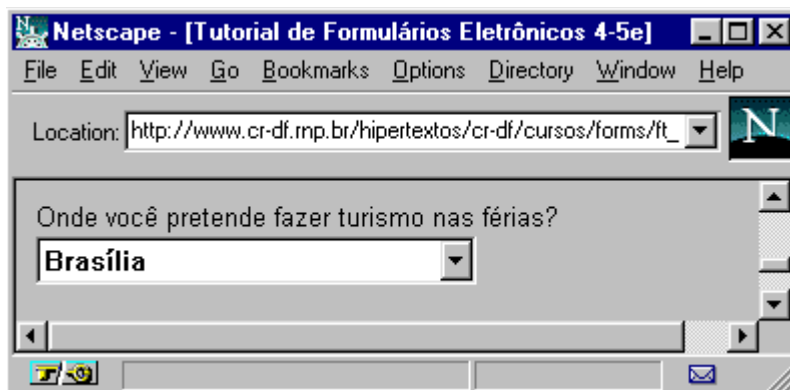 Netscape - [Tutorial de Formulários Eletrônicos 4-5e]
File Edit View Go Bookmarks Options Directory Window Help
Location: http://www.cr-df.rnp.br/hipertextos/cr-df/cursos/forms/ft_
N
Onde você pretende fazer turismo nas férias?
Brasília